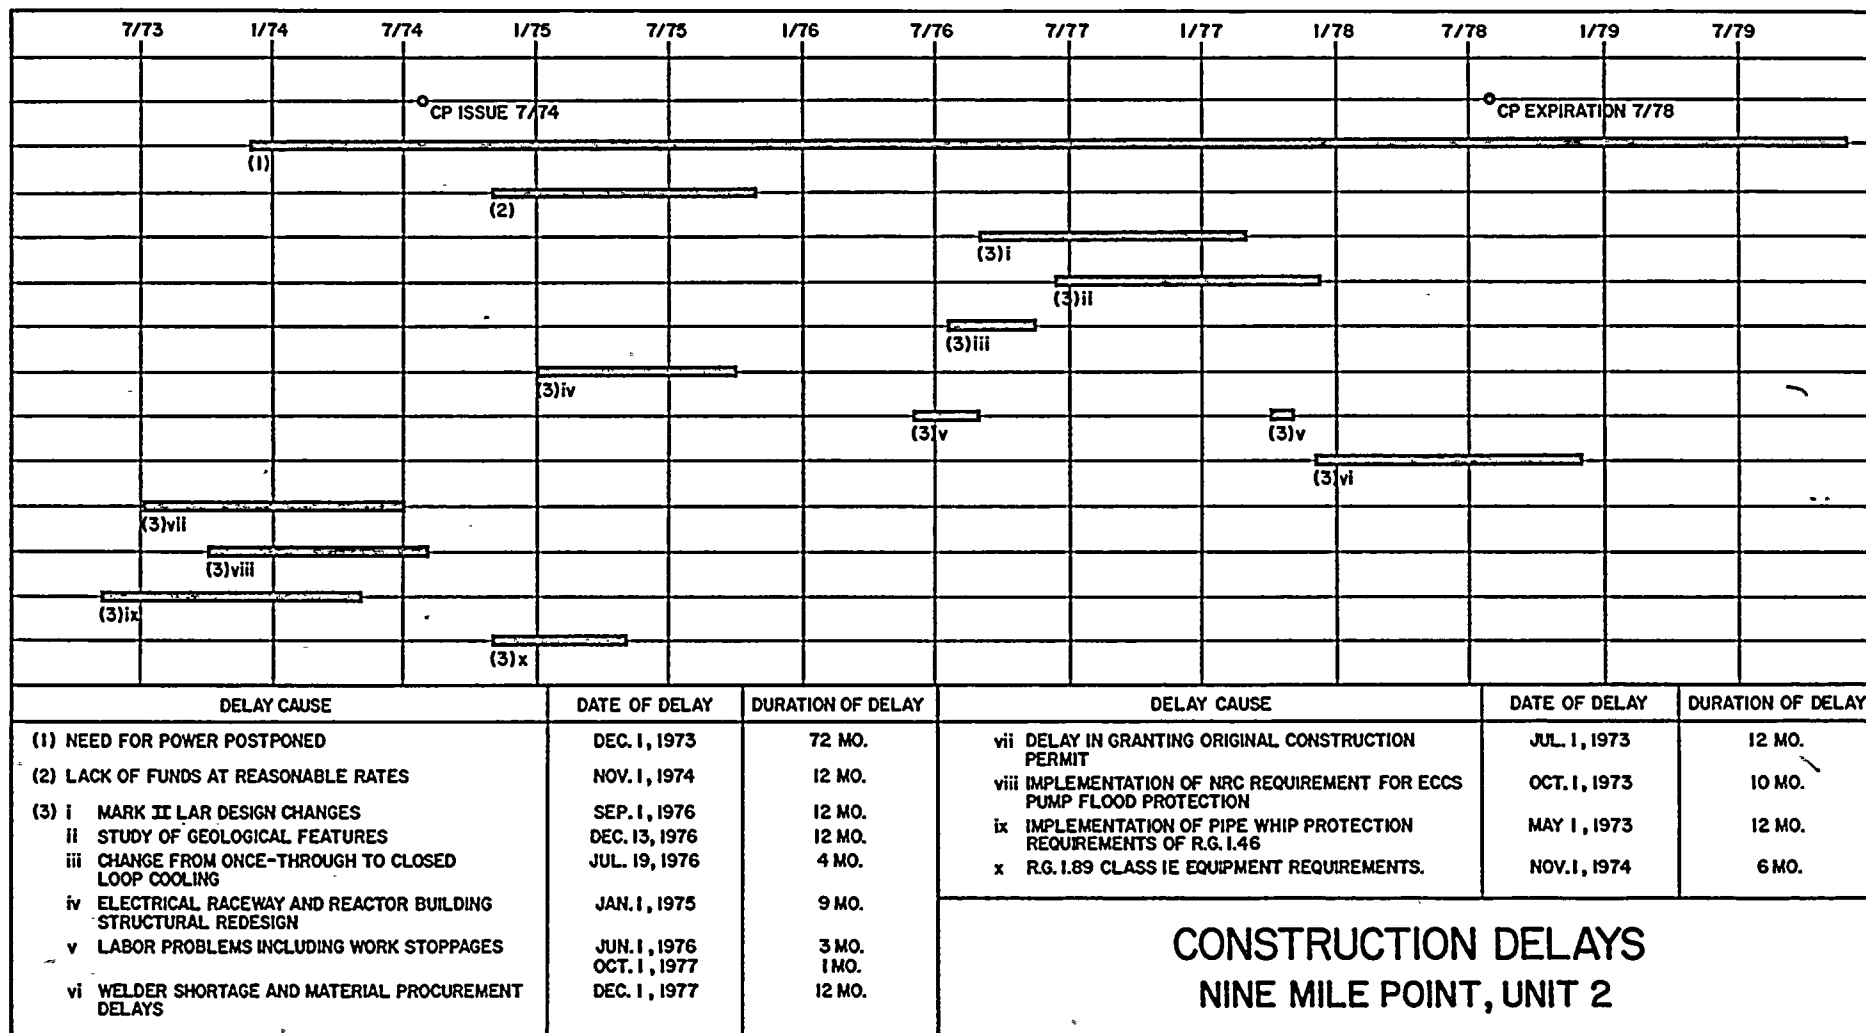 7/73 1/74 7/74 1/75 7/75 1/76 7/76 7/77 1/77 1/78 7/78 1/79 7/79
CP ISSUE 7/74
CP EXPIRATION 7/78
(1)
(2)
(3)i
(3)ii
(3)iii
(3)iv
(3)v (3)v
(3)vi
(3)vii
(3)viii
(3)ix
(3)x
DELAY CAUSE DATE OF DELAY DURATION OF DELAY
(1) NEED FOR POWER POSTPONED DEC. 1, 1973 72 MO.
(2) LACK OF FUNDS AT REASONABLE RATES NOV. 1, 1974 12 MO.
(3) i MARK II LAR DESIGN CHANGES SEP. 1, 1976 12 MO.
ii STUDY OF GEOLOGICAL FEATURES DEC. 13, 1976 12 MO.
iii CHANGE FROM ONCE-THROUGH TO CLOSED JUL. 19, 1976 4 MO.
LOOP COOLING
iv ELECTRICAL RACEWAY AND REACTOR BUILDING JAN. 1, 1975 9 MO.
STRUCTURAL REDESIGN
v LABOR PROBLEMS INCLUDING WORK STOPPAGES JUN. 1, 1976 3 MO.
OCT. 1, 1977 1 MO.
vi WELDER SHORTAGE AND MATERIAL PROCUREMENT DEC. 1, 1977 12 MO.
DELAYS
DELAY CAUSE DATE OF DELAY DURATION OF DELAY
vii DELAY IN GRANTING ORIGINAL CONSTRUCTION JUL. 1, 1973 12 MO.
PERMIT
viii IMPLEMENTATION OF NRC REQUIREMENT FOR ECCS OCT. 1, 1973 10 MO.
PUMP FLOOD PROTECTION
ix IMPLEMENTATION OF PIPE WHIP PROTECTION MAY 1, 1973 12 MO.
REQUIREMENTS OF R.G. 1.46
x R.G. 1.89 CLASS IE EQUIPMENT REQUIREMENTS. NOV. 1, 1974 6 MO.
CONSTRUCTION DELAYS
NINE MILE POINT, UNIT 2